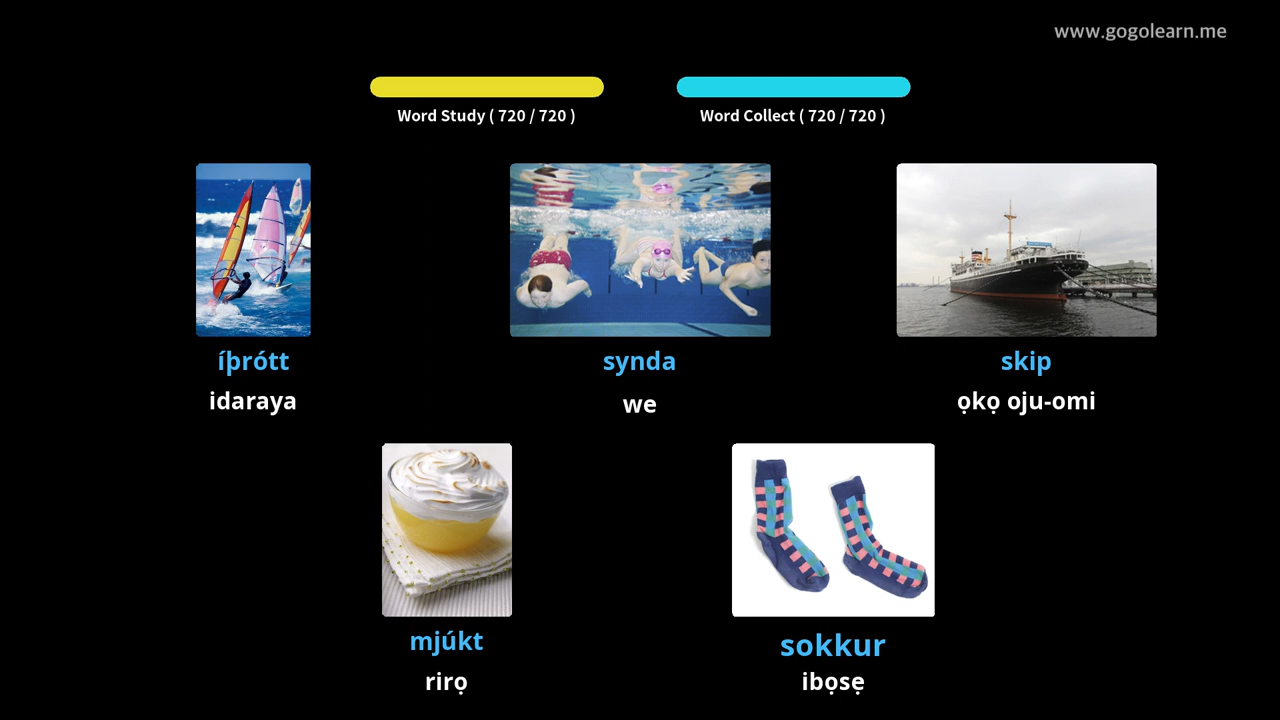 www.gogolearn.me
Word Study ( 720 / 720 )
Word Collect ( 720 / 720 )
íþrótt
synda
skip
idaraya
we
ọkọ oju-omi
mjúkt
sokkur
rirọ
ibọsẹ